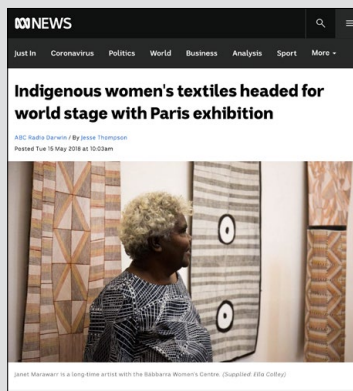 NEWS
Just In Coronavirus Politics World Business Analysis Sport More
Indigenous women's textiles headed for
world stage with Paris exhibition
ABC Radio Darwin / By Jesse Thompson
Posted Tue 15 May 2018 at 10:03am
Janet Marawarr is a long-time artist with the Bábbarra Women's Centre. (Supplied: Ella Colley)